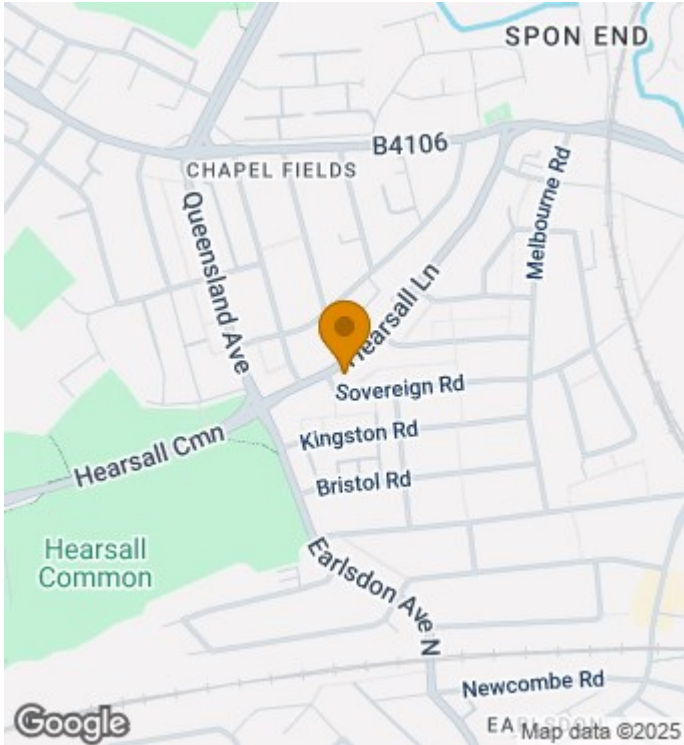 SPON END
B4106
CHAPEL FIELDS
Melbourne Rd
Queensland Ave
Hearsall Ln
Sovereign Rd
Hearsall Cmn
Kingston Rd
Bristol Rd
Hearsall
Common
Earlsdon Ave N
Newcombe Rd
EARLSDON
Google
Map data ©2025